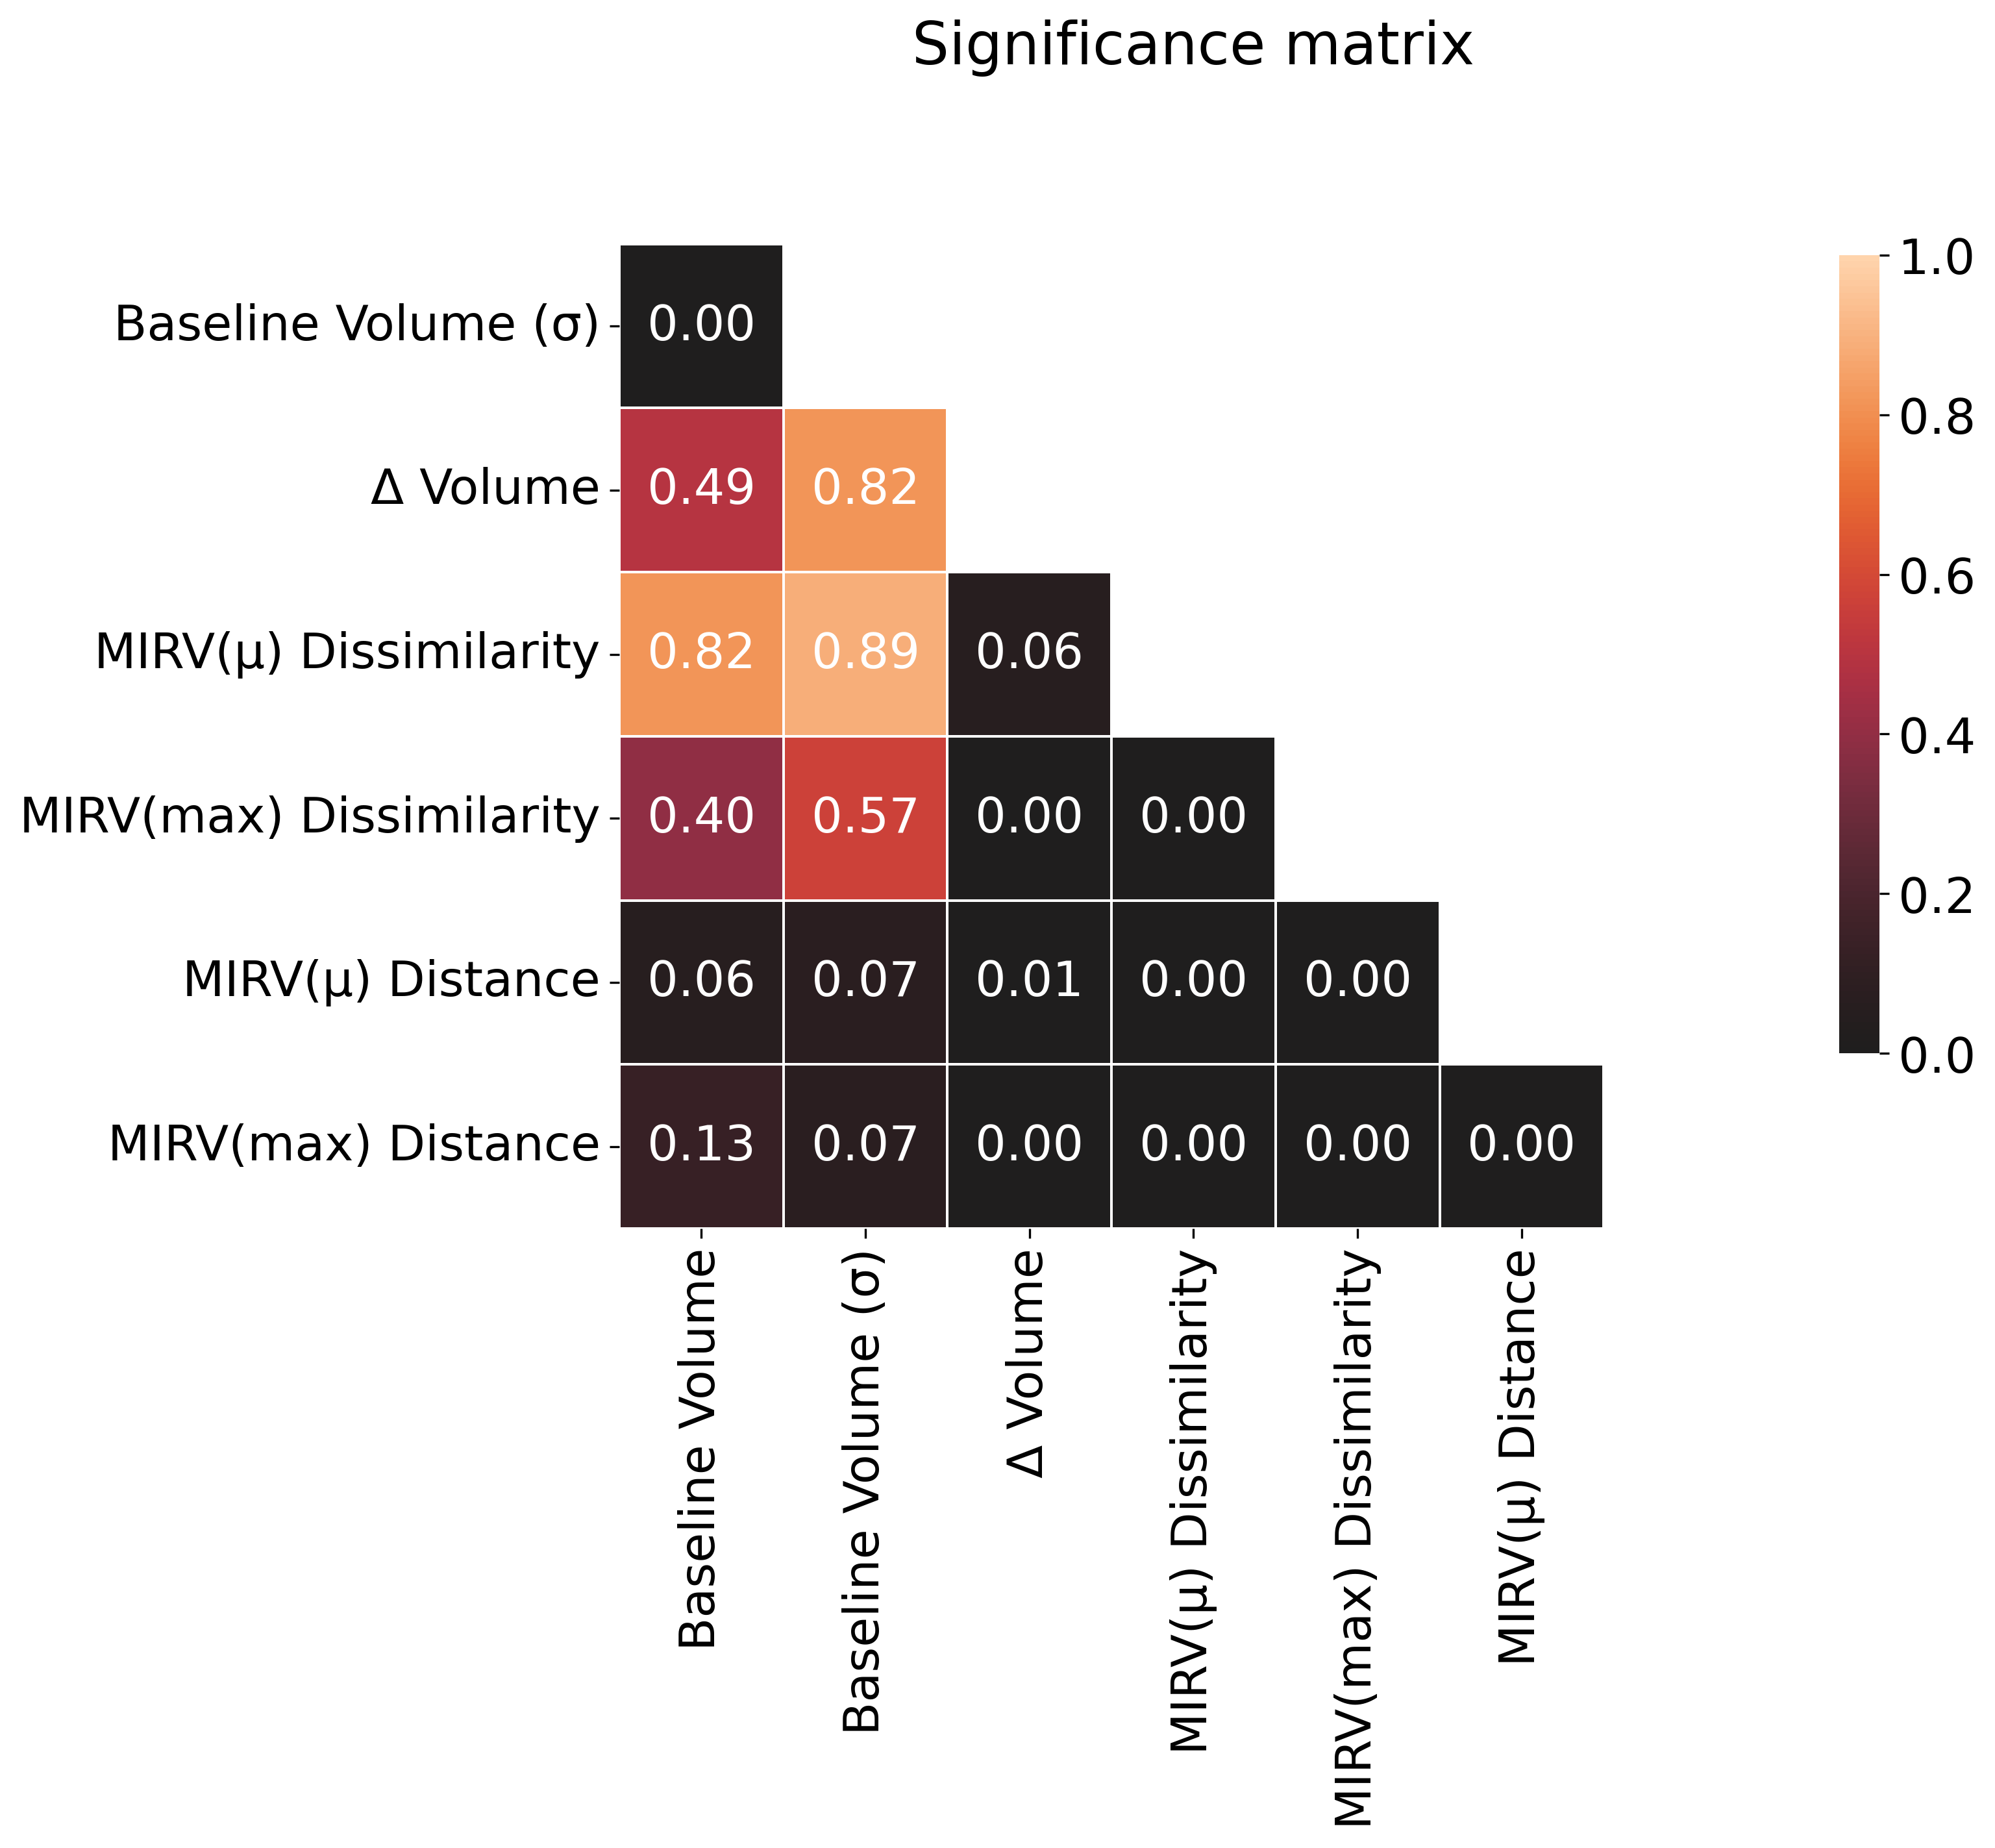 Significance matrix
Baseline Volume (σ)
0.00
Δ Volume
0.49 0.82
MIRV(μ) Dissimilarity
0.82 0.89 0.06
MIRV(max) Dissimilarity
0.40 0.57 0.00 0.00
MIRV(μ) Distance
0.06 0.07 0.01 0.00 0.00
MIRV(max) Distance
0.13 0.07 0.00 0.00 0.00 0.00
Baseline Volume
Baseline Volume (σ)
Δ Volume
MIRV(μ) Dissimilarity
MIRV(max) Dissimilarity
MIRV(μ) Distance
1.0
0.8
0.6
0.4
0.2
0.0